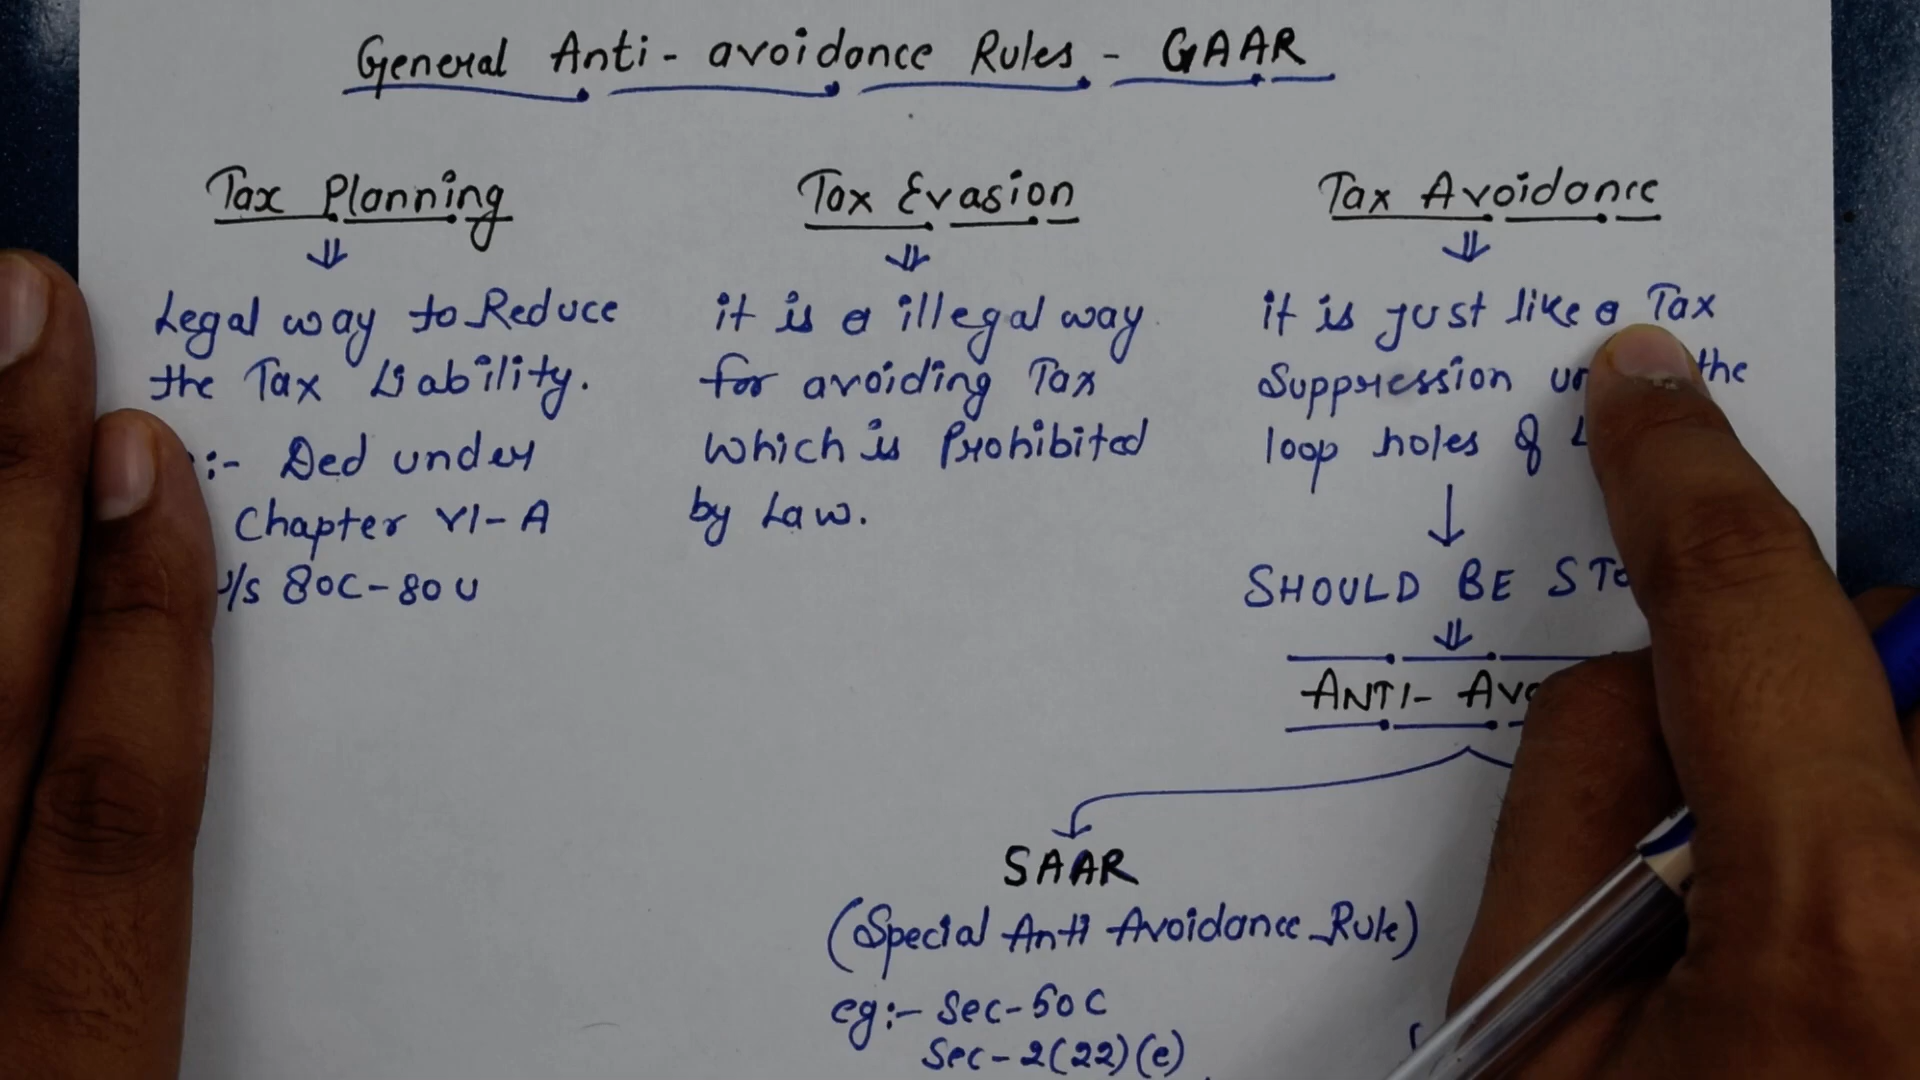 General Anti-avoidance Rules - GAAR
Tax Planning
Legal way to Reduce
the Tax Liability.
:- Ded under
Chapter VI-A
80C-80U
Tax Evasion
it is a illegal way
for avoiding Tax
which is Prohibited
by Law.
Tax Avoidance
it is just like a Tax
Suppression the
loop holes of
SHOULD BE
ANTI-
SAAR
(Special Anti Avoidance Rule)
eg:- Sec-50C
Sec-2(22)(e)